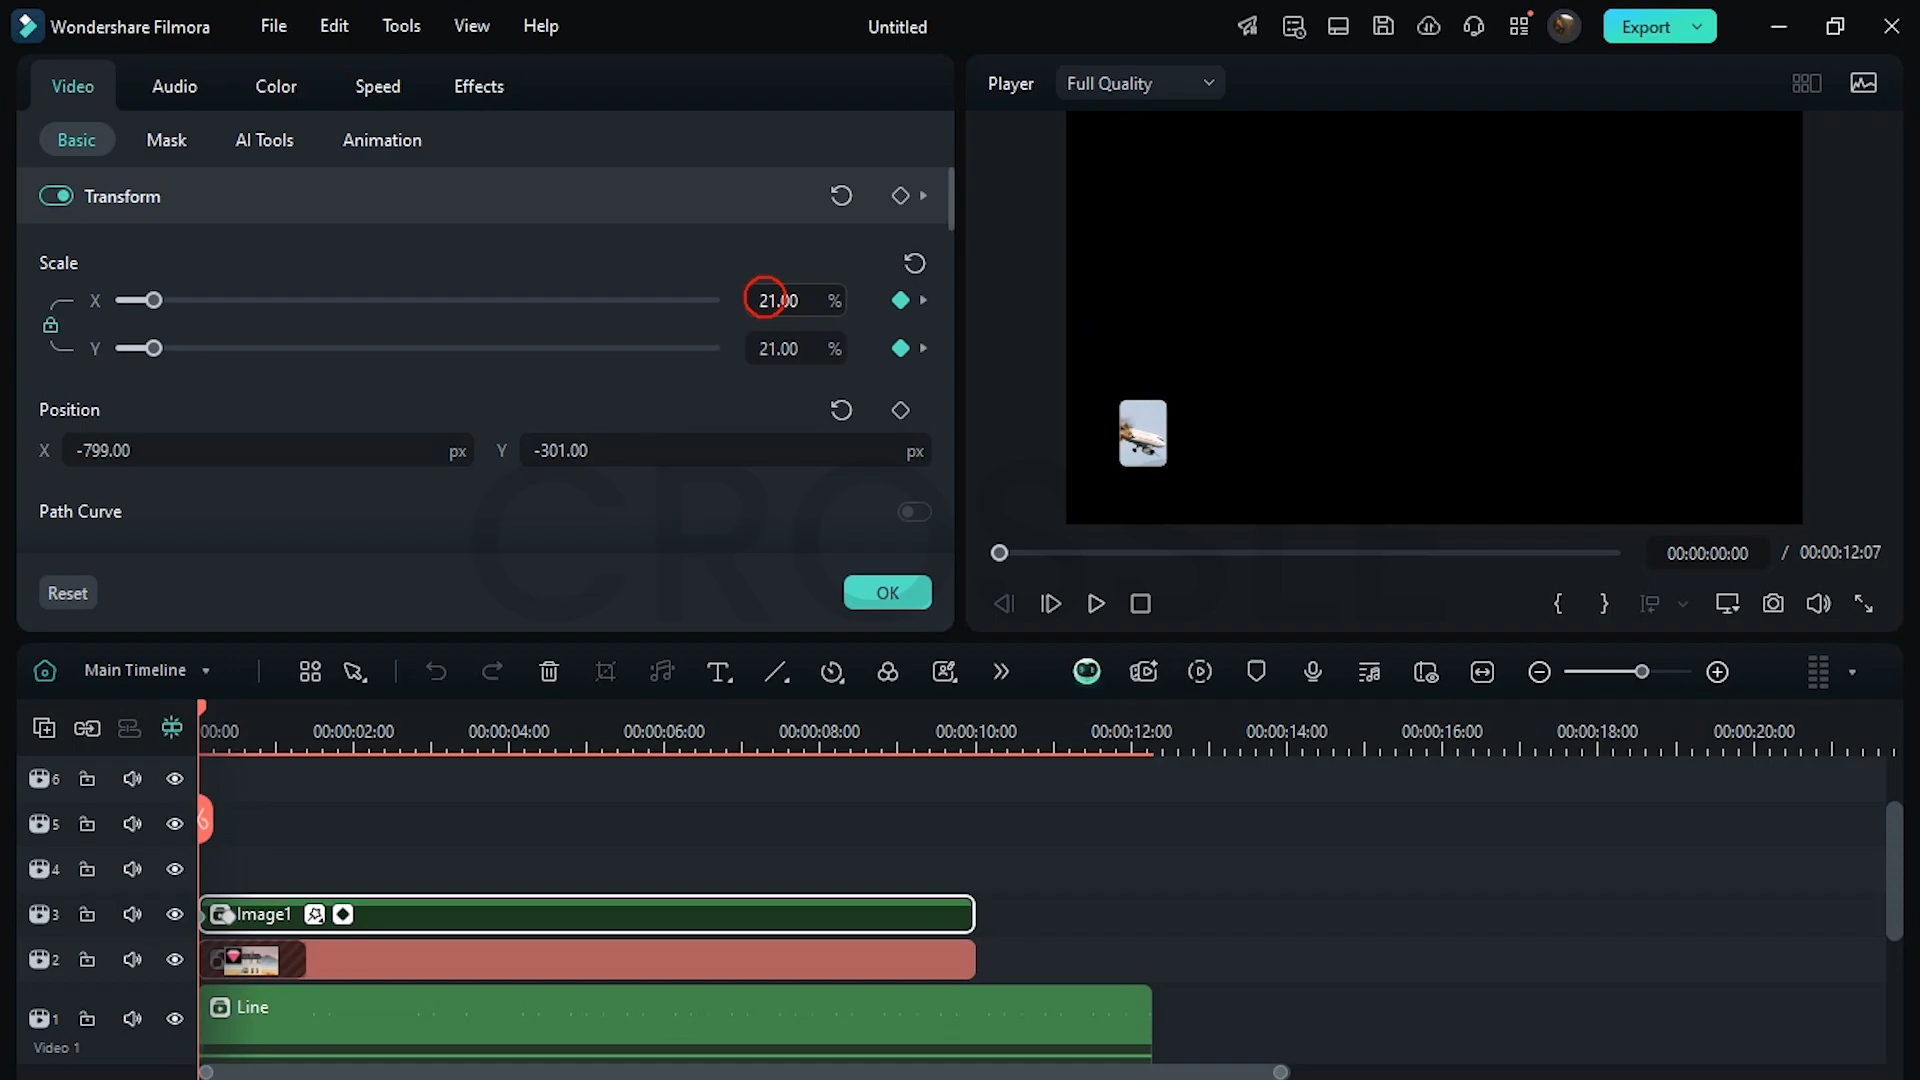 Wondershare Filmora File Edit Tools View Help Untitled Export
Video Audio Color Speed Effects
Basic Mask AI Tools Animation
Transform
Scale
X 21.00 %
Y 21.00 %
Position
X -799.00 px Y -301.00 px
Path Curve
Reset OK
Player Full Quality
00:00:00:00 / 00:00:12:07
Main Timeline
00:00 00:00:02:00 00:00:04:00 00:00:06:00 00:00:08:00 00:00:10:00 00:00:12:00 00:00:14:00 00:00:16:00 00:00:18:00 00:00:20:00
6
5
4
3 Image1
2
1 Line
Video 1